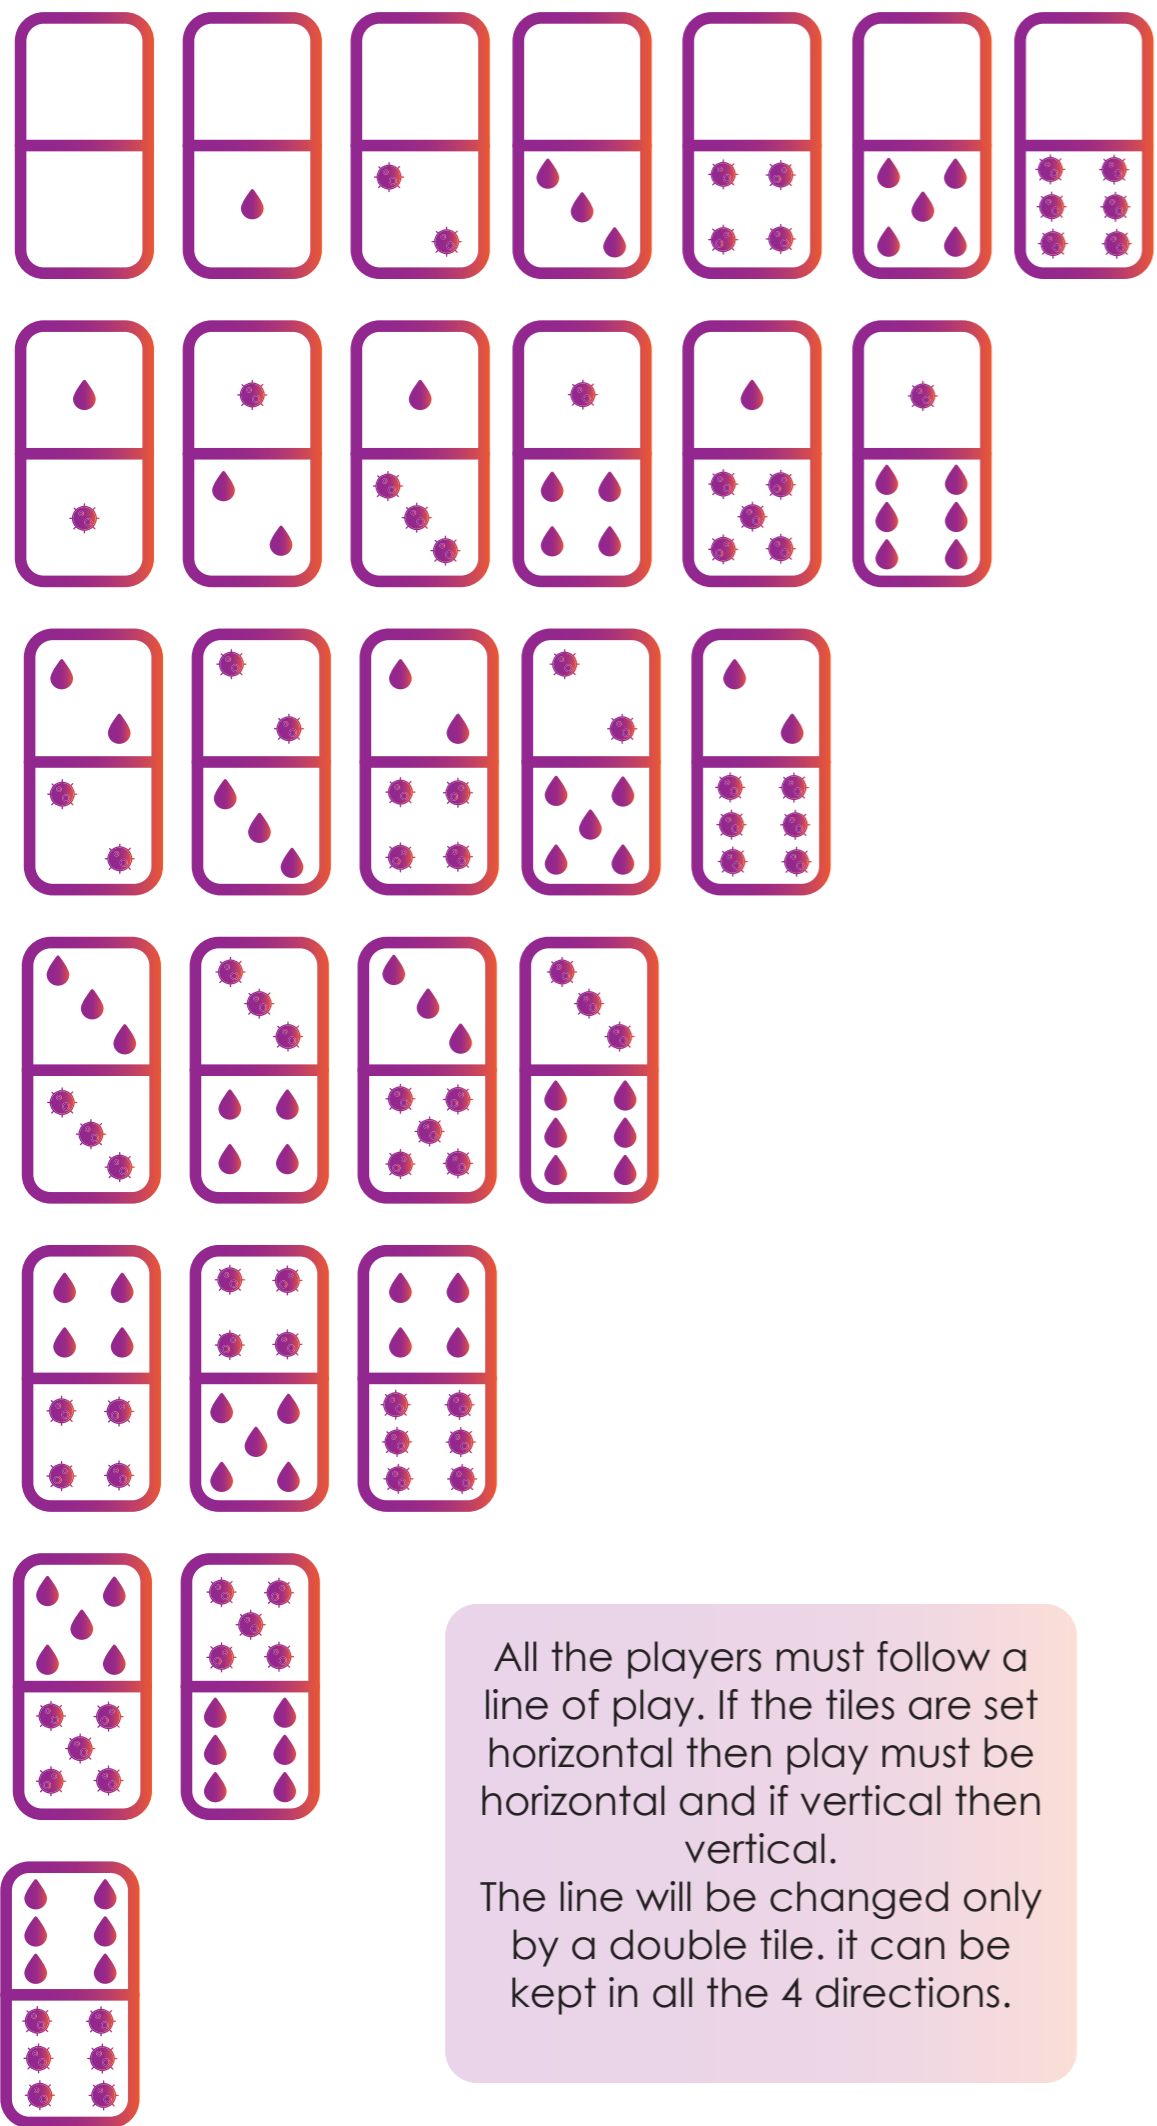 All the players must follow a
line of play. If the tiles are set
horizontal then play must be
horizontal and if vertical then
vertical.
The line will be changed only
by a double tile. it can be
kept in all the 4 directions.